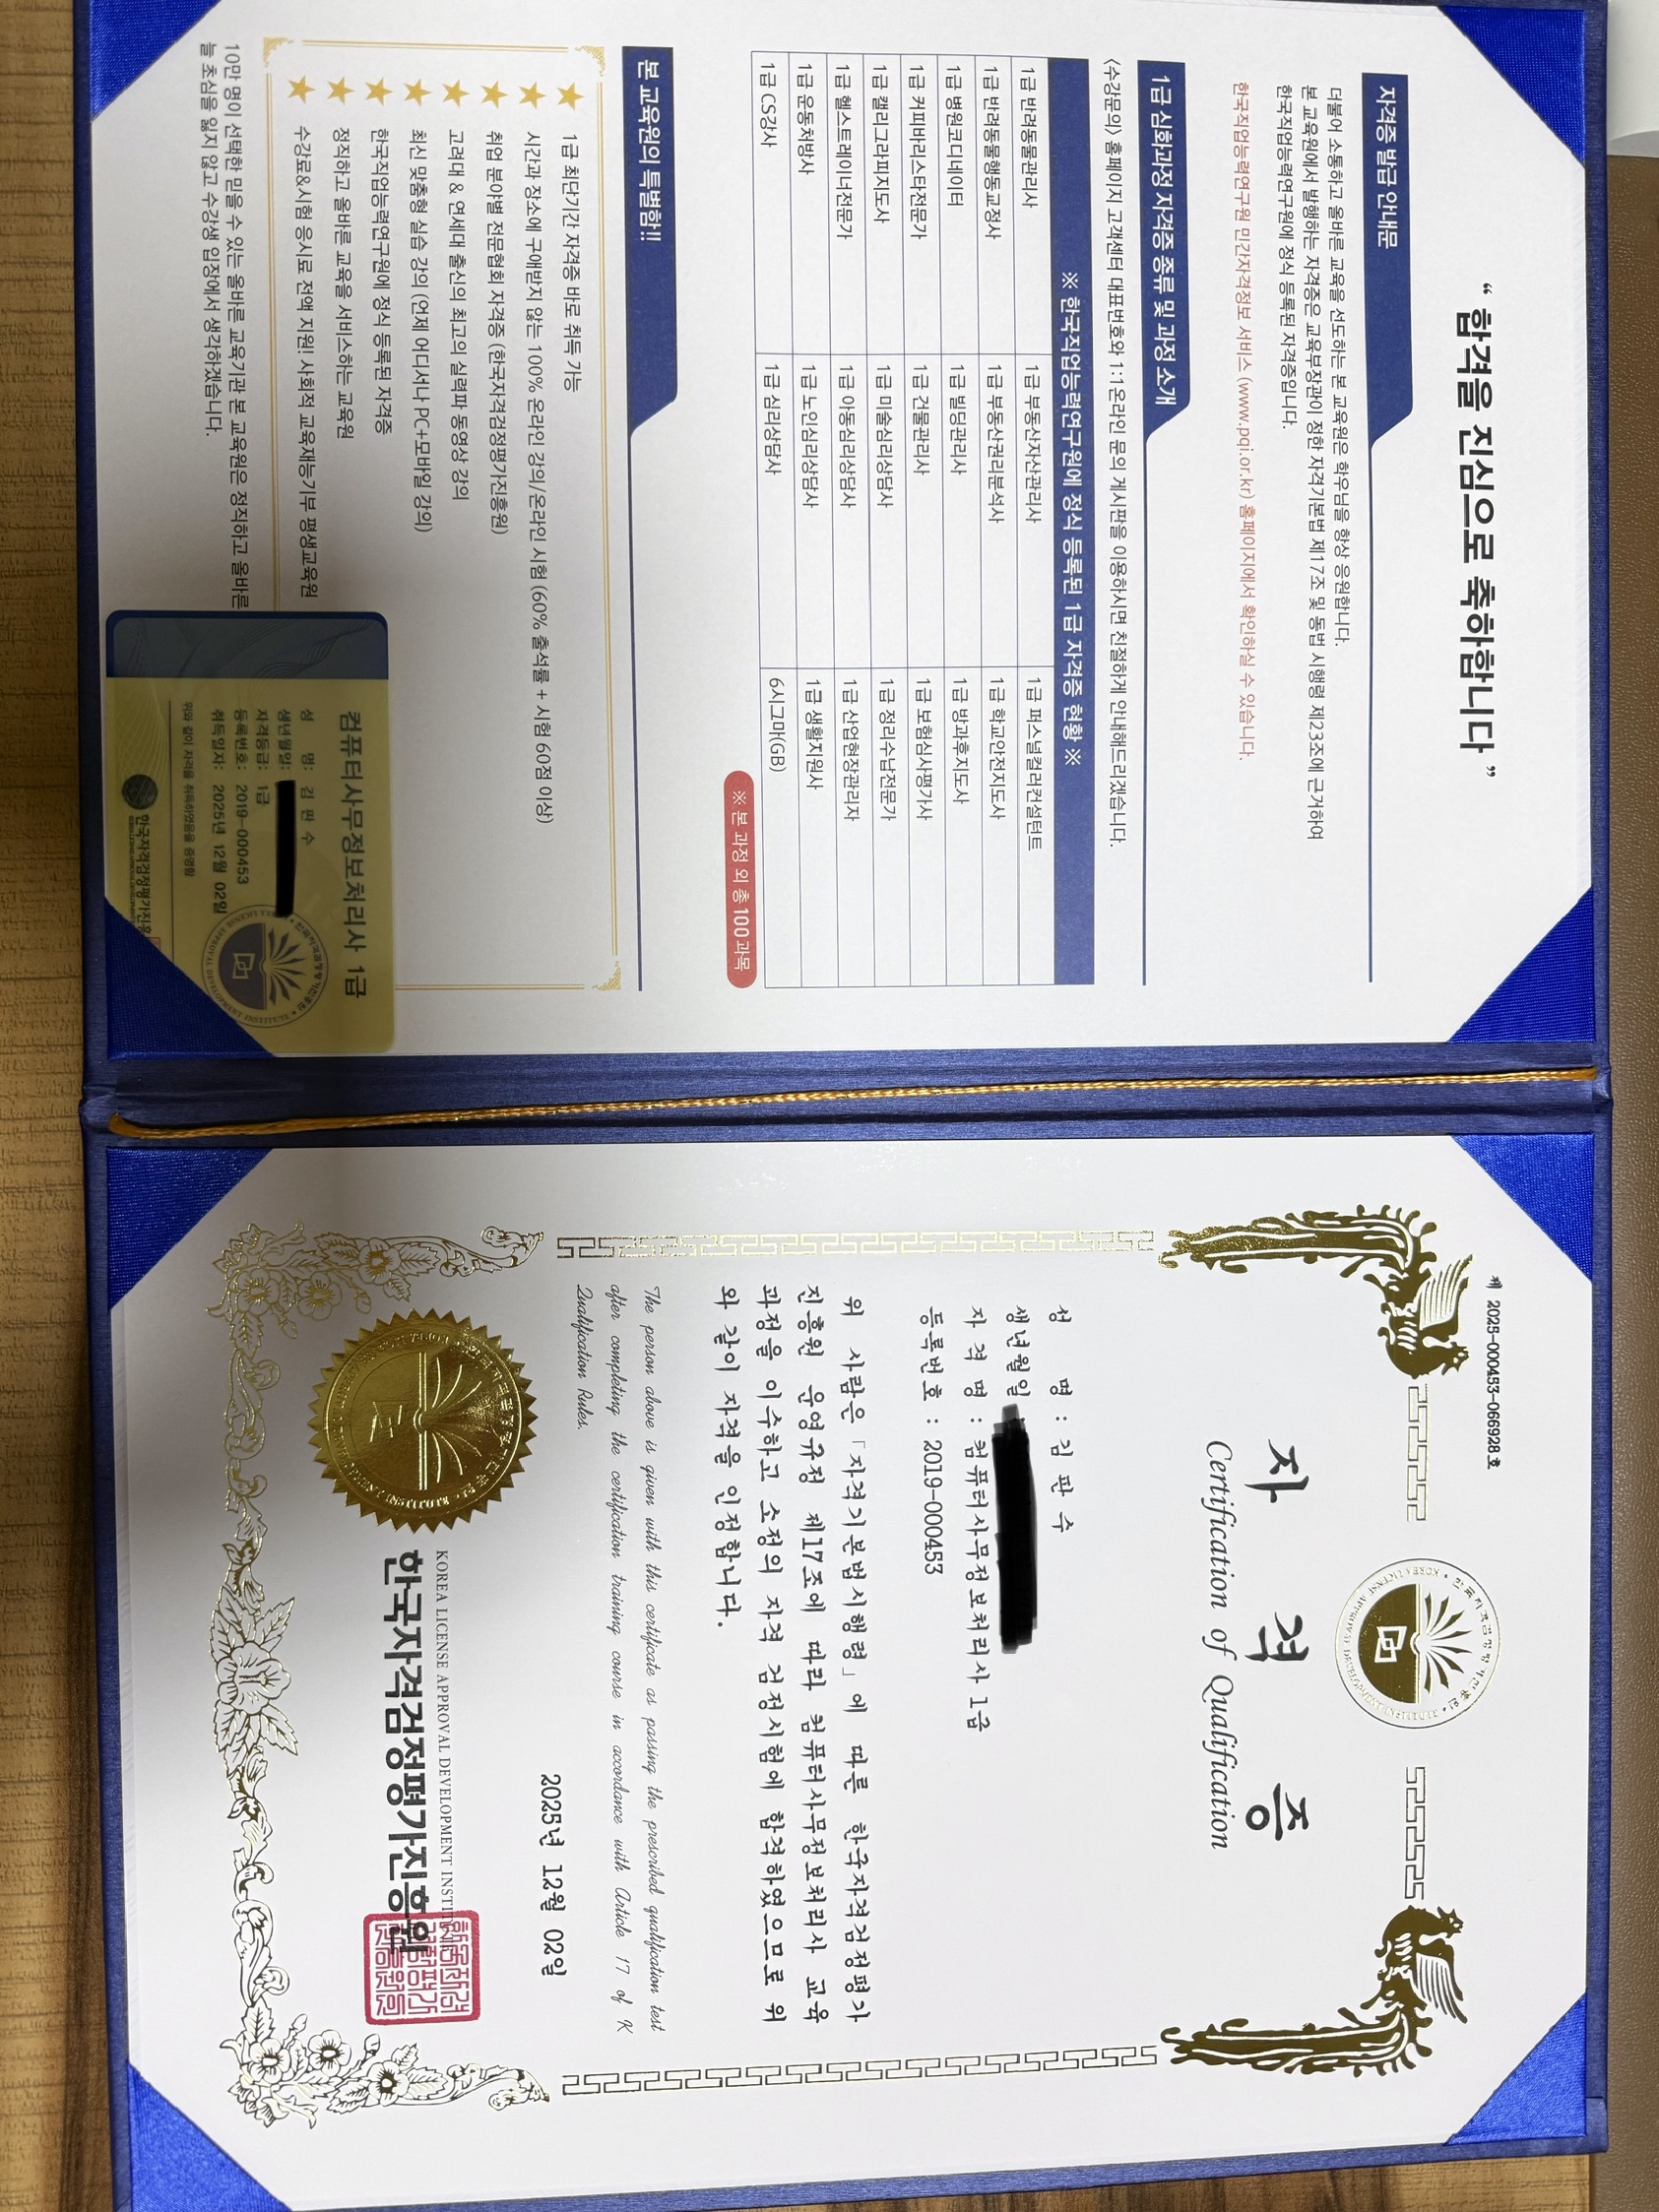 “ 합격을 진심으로 축하합니다 ”
자격증 발급 안내문
더불어 소통하고 올바른 교육을 선도하는 본 교육원은 학우님을 항상 응원합니다.
본 교육원에서 발행하는 자격증은 교육부장관이 정한 자격기본법 제17조 및 동법 시행령 제23조에 근거하여
한국직업능력연구원에 정식 등록된 자격증입니다.
한국직업능력연구원 민간자격정보 서비스 (www.pqi.or.kr) 홈페이지에서 확인하실 수 있습니다.
1급 심화과정 자격증 종류 및 과정 소개
(수강문의) 홈페이지 고객센터 대표번호와 1:1온라인 문의 게시판을 이용하시면 친절하게 안내해드리겠습니다.
※ 한국직업능력연구원에 정식 등록된 1급 자격증 현황 ※
1급 반려동물관리사 1급 부동산자산관리사 1급 퍼스널컬러컨설턴트
1급 반려동물행동교정사 1급 부동산권리분석사 1급 학교안전지도사
1급 병원코디네이터 1급 빌딩관리사 1급 방과후지도사
1급 커피바리스타전문가 1급 건물관리사 1급 보험심사평가사
1급 캘리그라피지도사 1급 미술심리상담사 1급 정리수납전문가
1급 헬스트레이너전문가 1급 아동심리상담사 1급 산업현장관리자
1급 운동처방사 1급 노인심리상담사 1급 생활지원사
1급 CS강사 1급 심리상담사 6시그마(GB)
※ 본 과정 외 총 100과목
본 교육원의 특별함!!
1급 최단기간 자격증 바로 취득 가능
시간과 장소에 구애받지 않는 100% 온라인 강의/온라인 시험 (60% 출석률 + 시험 60점 이상)
취업 분야별 전문협회 자격증 (한국자격검정평가진흥원)
고려대 & 연세대 출신의 최고의 실력파 동영상 강의
최신 맞춤형 실습 강의 (언제 어디서나 PC+모바일 강의)
한국직업능력연구원에 정식 등록된 자격증
정직하고 올바른 교육을 서비스하는 교육원
수강료&시험 응시료 전액 지원! 사회적 교육재능기부 평생교육원
10만 명이 선택한 믿을 수 있는 올바른 교육기관 본 교육원은 정직하고 올바른
늘 초심을 잃지 않고 수강생 입장에서 생각하겠습니다.
컴퓨터사무정보처리사 1급
성 명: 김 판 수
생년월일:
자격등급: 1급
등록번호: 2019-000453
취득일자: 2025년 12월 02일
위와 같이 자격을 취득하였음을 증명함
한국자격검정평가진흥
제 2025-000453-066928호
자 격 증
Certification of Qualification
성 명 : 김 판 수
생년월일
자 격 명 : 컴퓨터사무정보처리사 1급
등록번호 : 2019-000453
위 사람은 「자격기본법시행령」에 따른 한국자격검정평가
진흥원 운영규정 제17조에 따라 컴퓨터사무정보처리사 교육
과정을 이수하고 소정의 자격 검정시험에 합격하였으므로 위
와 같이 자격을 인정합니다.
The person above is given with this certificate as passing the prescribed qualification test
after completing the certification training course in accordance with Article 17 of K
Qualification Rules.
2025년 12월 02일
KOREA LICENSE APPROVAL DEVELOPMENT INSTIT
한국자격검정평가진흥원